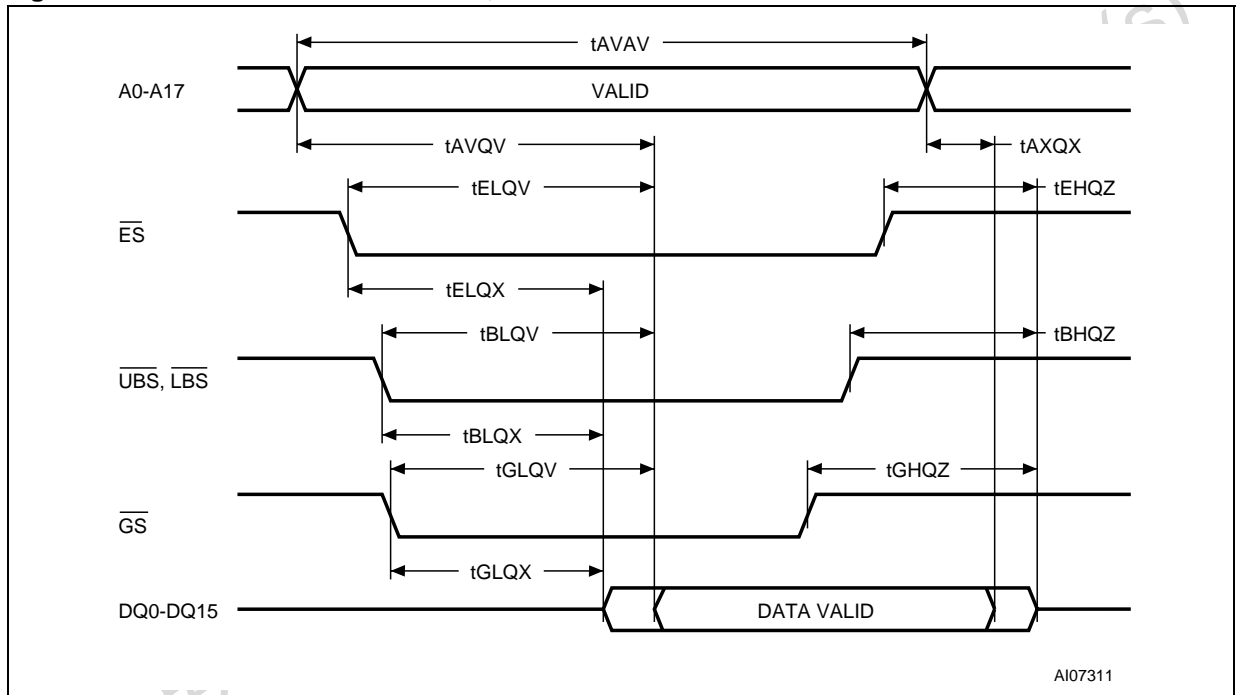 tAVAV
A0-A17 VALID
tAVQV tAXQX
tELQV tEHQZ
ES
tELQX
tBLQV tBHQZ
UBS, LBS
tBLQX
tGLQV tGHQZ
GS
tGLQX
DQ0-DQ15 DATA VALID
AI07311